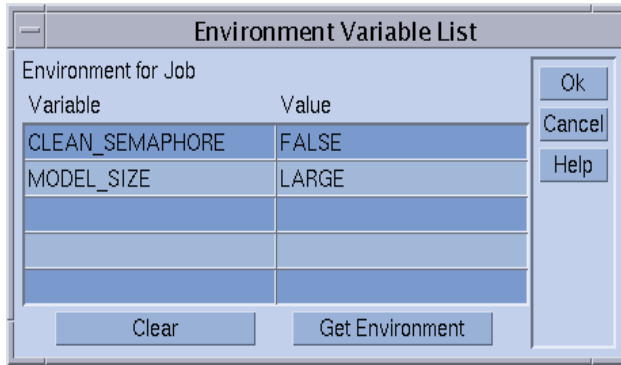 Environment Variable List
Environment for Job
Variable Value
CLEAN_SEMAPHORE FALSE
MODEL_SIZE LARGE
Clear Get Environment
Ok
Cancel
Help